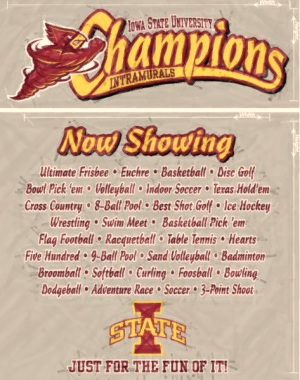 Iowa State University
Champions
Intramurals
Now Showing
Ultimate Frisbee • Euchre • Basketball • Disc Golf
Bowl Pick 'em • Volleyball • Indoor Soccer • Texas Hold'em
Cross Country • 8-Ball Pool • Best Shot Golf • Ice Hockey
Wrestling • Swim Meet • Basketball Pick 'em
Flag Football • Racquetball • Table Tennis • Hearts
Five Hundred • 9-Ball Pool • Sand Volleyball • Badminton
Broomball • Softball • Curling • Foosball • Bowling
Dodgeball • Adventure Race • Soccer • 3-Point Shoot
I
STATE
JUST FOR THE FUN OF IT!